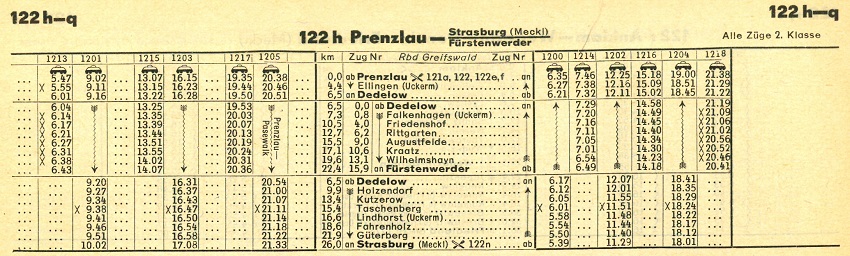 122 h—q
122 h—q
122 h Prenzlau — Strasburg (Meckl)
Fürstenwerder
Alle Züge 2. Klasse
1213 1201 1215 1203 1217 1205 km Zug Nr Rbd Greifswald Zug Nr 1200 1214 1202 1216 1204 1218
... 5.47 9.02 ... 13.07 16.15 ... 19.35 20.38 0,0 ab Prenzlau 121a, 122, 122e,f .. an 6.35 7.46 12.25 15.18 19.00 21.38
... X 5.55 9.11 ... 13.15 16.23 ... 19.44 20.46 4,4 Ellingen (Uckerm) 6.27 7.38 12.16 15.09 18.51 21.29
... 6.01 9.16 ... 13.22 16.28 ... 19.50 20.51 6,5 an Dedelow ab 6.21 7.32 12.11 15.02 18.45 21.22
... 6.04 ... 13.25 ... 19.53 6,5 0,0 ab Dedelow an 7.29 14.58 21.19
... X 6.14 ... 13.35 ... 20.03 7,3 0,8 Falkenhagen (Uckerm) 7.20 14.49 X21.09
... X 6.17 ... 13.39 ... 20.07 10,5 4,0 Friedenshof 7.16 14.45 X21.06
... X 6.21 ... 13.44 ... 20.13 12,7 6,2 Rittgarten 7.11 14.40 X21.02
... X 6.27 ... 13.51 ... 20.20 15,5 9,0 Augustfelde 7.05 14.34 X20.56
... X 6.31 ... 13.55 ... 20.24 17,1 10,6 Kraatz 7.01 14.30 X20.52
... X 6.38 ... 14.02 ... 20.31 19,6 13,1 Wilhelmshayn 6.54 14.23 X20.46
... 6.43 ... 14.07 ... 20.36 22,4 15,9 an Fürstenwerder ab 6.49 14.18 20.41
Prenzlau—
Pasewalk
... 9.20 ... 16.31 ... 20.54 6,5 ab Dedelow an 6.17 ... 12.07 ... 18.41 ...
... 9.27 ... 16.37 ... 21.00 9,9 Holzendorf 6.12 ... 12.01 ... 18.35 ...
... 9.34 ... 16.43 ... 21.07 13,4 Kutzerow 6.06 ... 11.55 ... 18.29 ...
... X 9.38 ... X16.47 ... X21.11 15,4 Taschenberg X 6.01 ... X11.51 ... X18.24 ...
... 9.41 ... 16.50 ... 21.14 16,6 Lindhorst (Uckerm) 5.58 ... 11.48 ... 18.22 ...
... 9.46 ... 16.54 ... 21.18 18,6 Fahrenholz 5.54 ... 11.44 ... 18.17 ...
... 9.51 ... 16.58 ... 21.22 21,9 Güterberg 5.50 ... 11.40 ... 18.12 ...
... 10.02 ... 17.08 ... 21.33 26,0 an Strasburg (Meckl) 122 n ab 5.39 ... 11.29 ... 18.01 ...